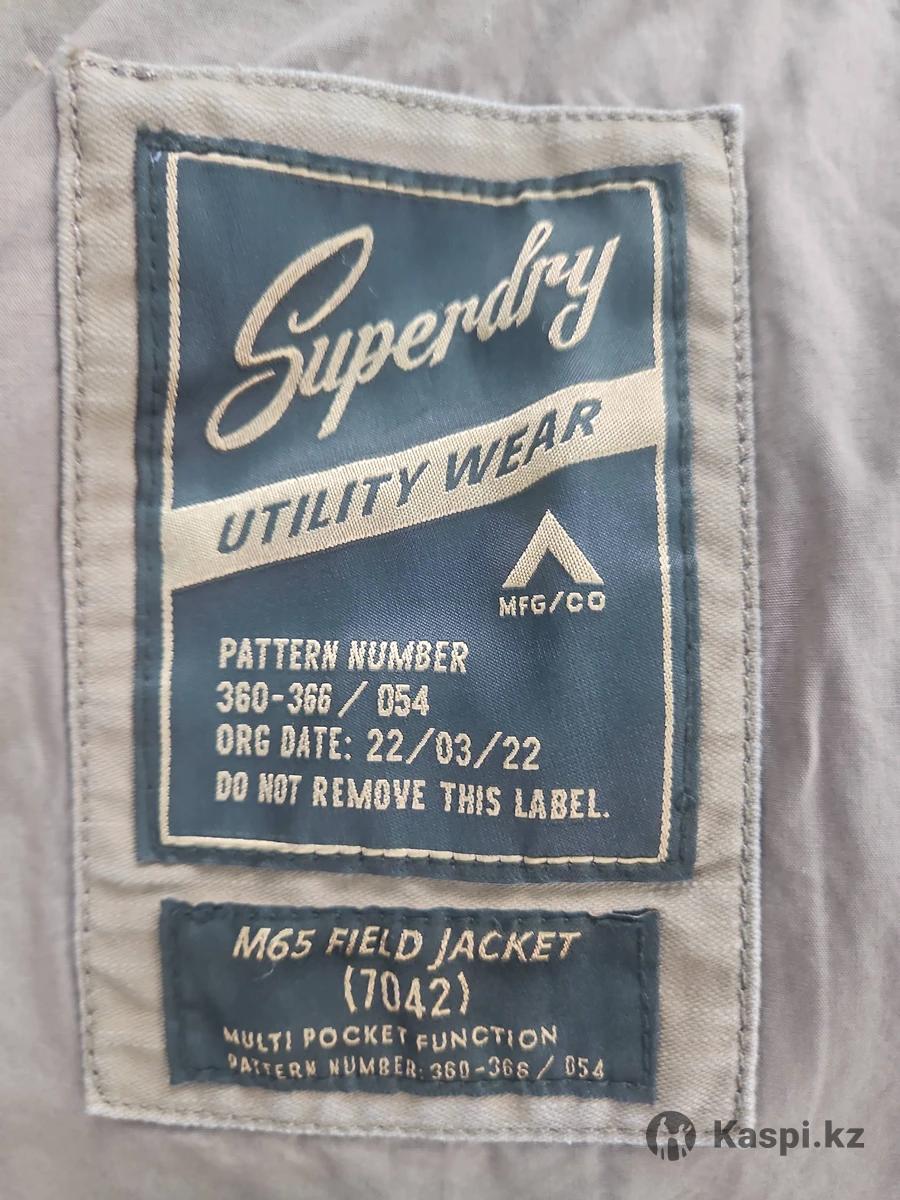 Superdry
UTILITY WEAR
MFG/CO
PATTERN NUMBER
360-366 / 054
ORG DATE: 22/03/22
DO NOT REMOVE THIS LABEL.
M65 FIELD JACKET
(7042)
MULTI POCKET FUNCTION
PATTERN NUMBER: 360-366 / 054
Kaspi.kz